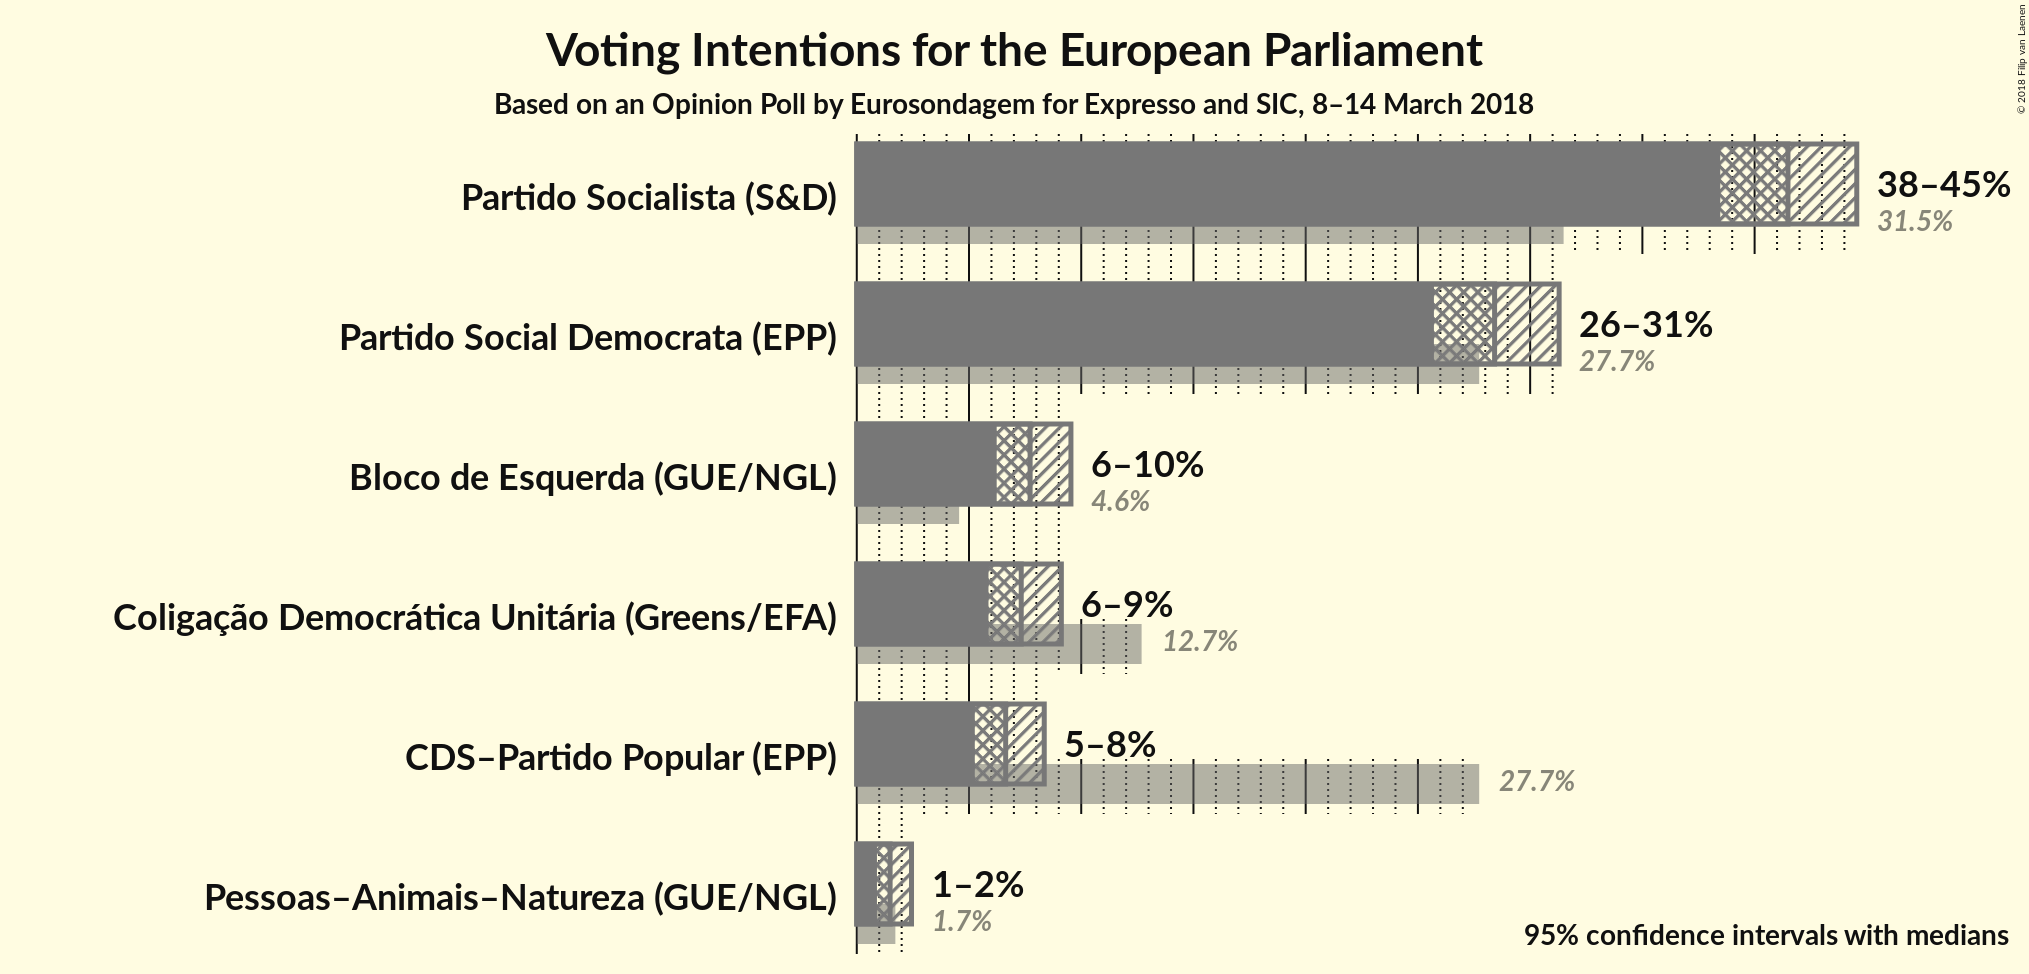 Voting Intentions for the European Parliament
Based on an Opinion Poll by Eurosondagem for Expresso and SIC, 8–14 March 2018
© 2018 Filip van Laenen
Partido Socialista (S&D)
38–45%
31.5%
Partido Social Democrata (EPP)
26–31%
27.7%
Bloco de Esquerda (GUE/NGL)
6–10%
4.6%
Coligação Democrática Unitária (Greens/EFA)
6–9%
12.7%
CDS–Partido Popular (EPP)
5–8%
27.7%
Pessoas–Animais–Natureza (GUE/NGL)
1–2%
1.7%
95% confidence intervals with medians